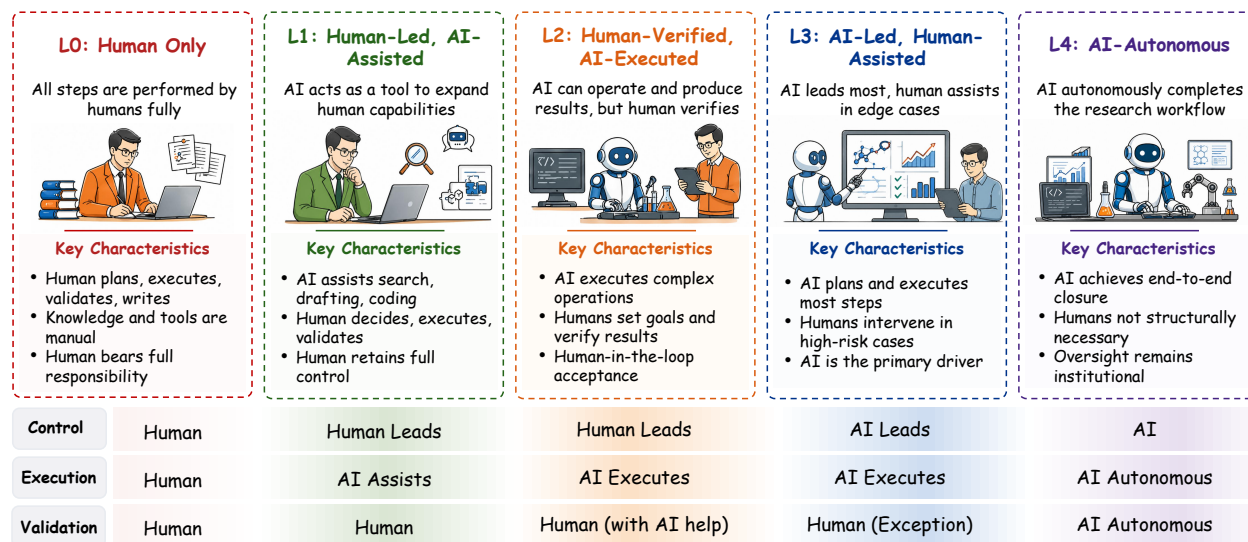 L0: Human Only
All steps are performed by
humans fully
Key Characteristics
• Human plans, executes,
validates, writes
• Knowledge and tools are
manual
• Human bears full
responsibility
L1: Human-Led, AI-
Assisted
AI acts as a tool to expand
human capabilities
Key Characteristics
• AI assists search,
drafting, coding
• Human decides, executes,
validates
• Human retains full
control
L2: Human-Verified,
AI-Executed
AI can operate and produce
results, but human verifies
</>
Key Characteristics
• AI executes complex
operations
• Humans set goals and
verify results
• Human-in-the-loop
acceptance
L3: AI-Led, Human-
Assisted
AI leads most, human assists
in edge cases
Key Characteristics
• AI plans and executes
most steps
• Humans intervene in
high-risk cases
• AI is the primary driver
L4: AI-Autonomous
AI autonomously completes
the research workflow
</>
Key Characteristics
• AI achieves end-to-end
closure
• Humans not structurally
necessary
• Oversight remains
institutional
Control Human Human Leads Human Leads AI Leads AI
Execution Human AI Assists AI Executes AI Executes AI Autonomous
Validation Human Human Human (with AI help) Human (Exception) AI Autonomous